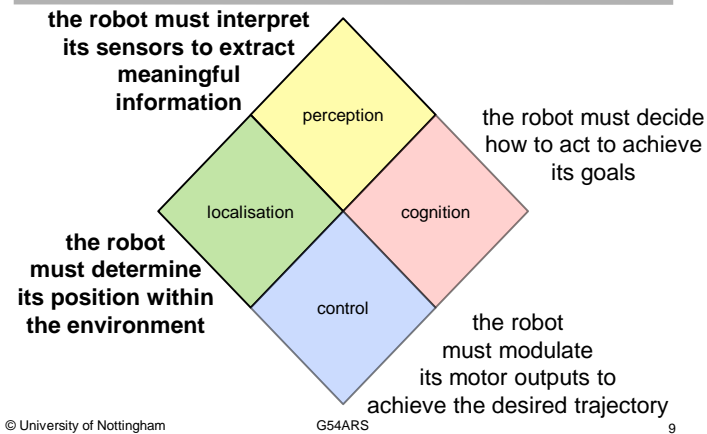 the robot must interpret
its sensors to extract
meaningful
information
perception
the robot must decide
how to act to achieve
its goals
localisation
cognition
the robot
must determine
its position within
the environment
control
the robot
must modulate
its motor outputs to
achieve the desired trajectory
© University of Nottingham
G54ARS
9